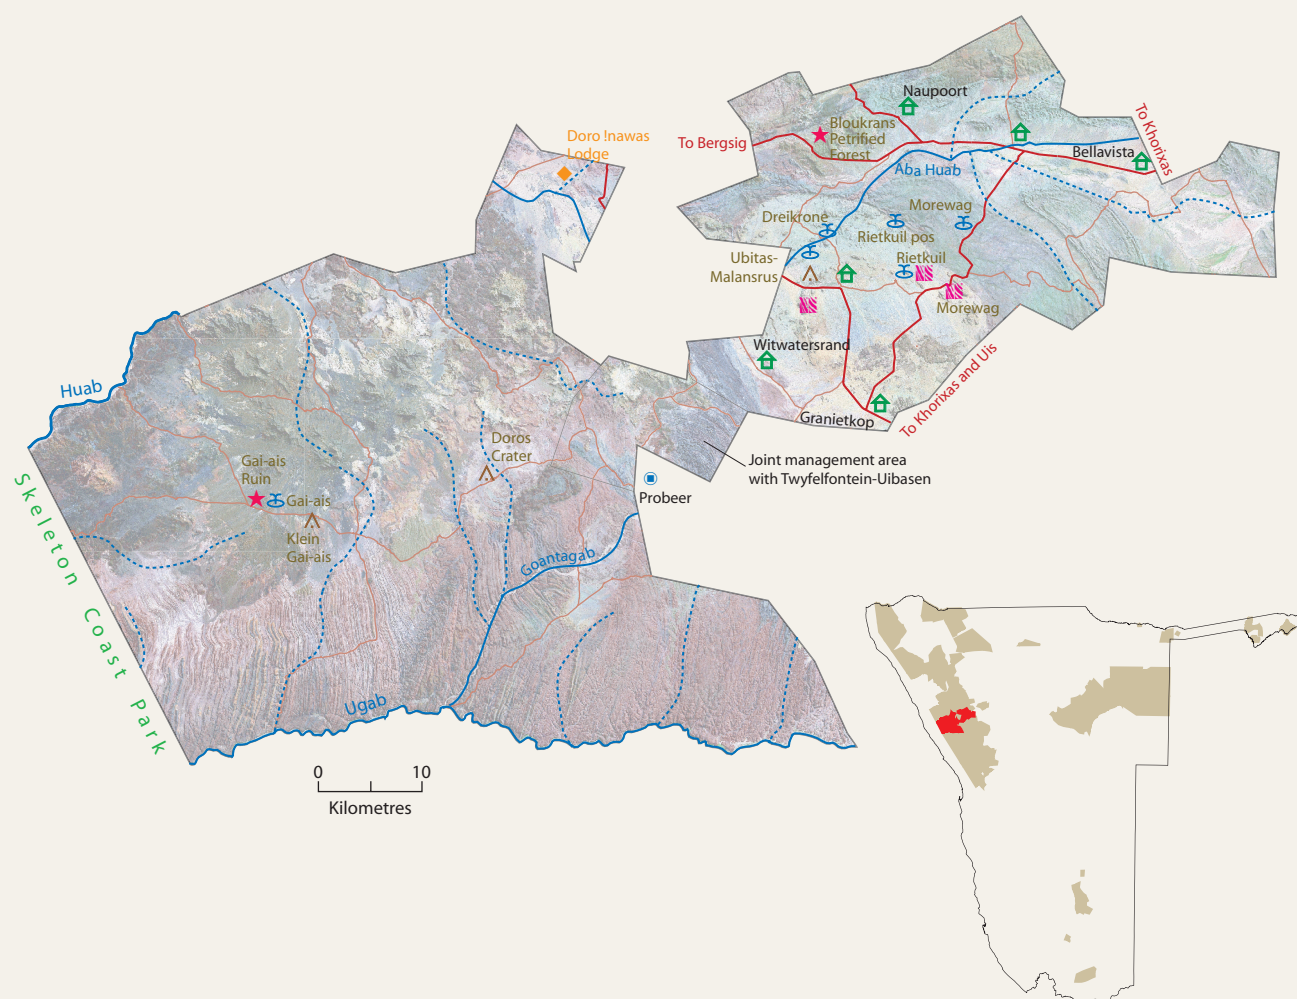 Naupoort
To Khorixas
Bloukrans
Petrified
Forest
Doro !nawas
Lodge
To Bergsig
Bellavista
Aba Huab
Morewag
Dreikrone
Rietkuil pos
Ubitas-
Malansrus
Rietkuil
Morewag
Witwatersrand
To Khorixas and Uis
Huab
Granietkop
Doros
Crater
Joint management area
with Twyfelfontein-Uibasen
Gai-ais
Ruin
Gai-ais
Probeer
Klein
Gai-ais
Goantagab
Skeleton Coast Park
Ugab
0 10
Kilometres